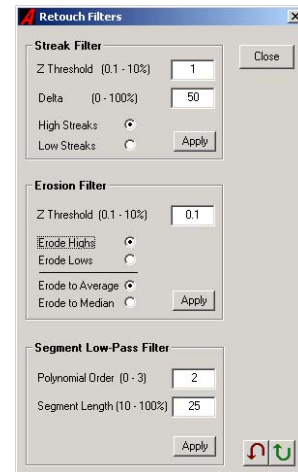 Retouch Filters
Streak Filter
Z Threshold (0.1 - 10%) 1
Close
Delta (0 - 100%) 50
High Streaks
Low Streaks
Apply
Erosion Filter
Z Threshold (0.1 - 10%) 0.1
Erode Highs
Erode Lows
Erode to Average
Erode to Median
Apply
Segment Low-Pass Filter
Polynomial Order (0 - 3) 2
Segment Length (10 - 100%) 25
Apply